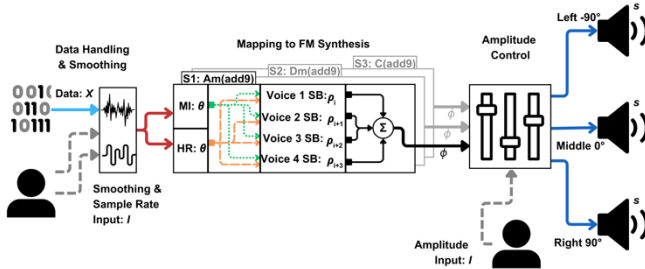 Data Handling
& Smoothing
Mapping to FM Synthesis
Amplitude
Control
Left -90°
S
S3: C(add9)
S2: Dm(add9)
S1: Am(add9)
0010
0110
10111
Data: X
MI: θ
HR: θ
Voice 1 SB: ρi
Voice 2 SB: ρi+1
Voice 3 SB: ρi+2
Voice 4 SB: ρi+3
Σ
ϕ
ϕ
ϕ
Middle 0°
S
Smoothing &
Sample Rate
Input: I
Amplitude
Input: I
Right 90°
S